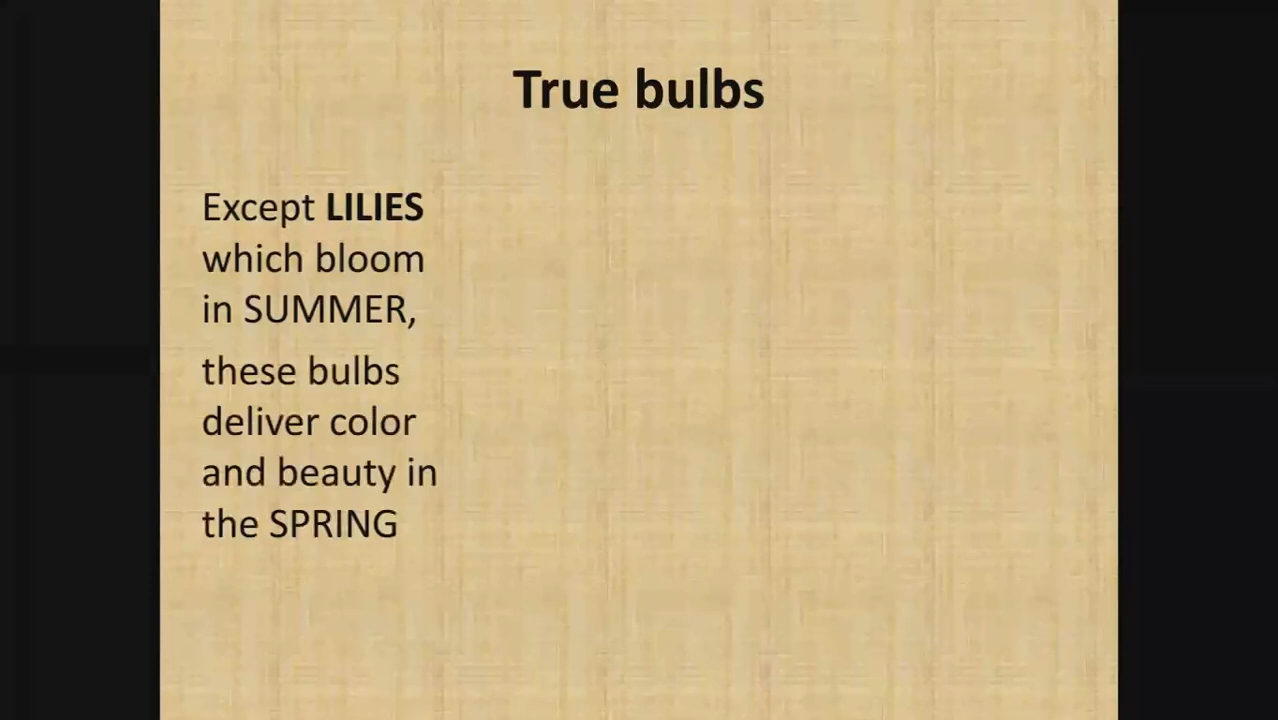 True bulbs
Except LILIES
which bloom
in SUMMER,
these bulbs
deliver color
and beauty in
the SPRING